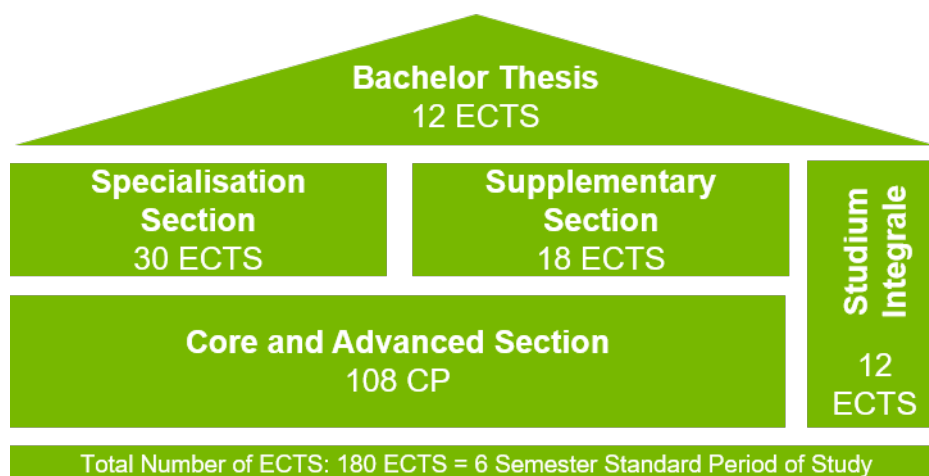 Bachelor Thesis
12 ECTS
Specialisation
Section
30 ECTS
Supplementary
Section
18 ECTS
Studium
Integrale
12
ECTS
Core and Advanced Section
108 CP
Total Number of ECTS: 180 ECTS = 6 Semester Standard Period of Study